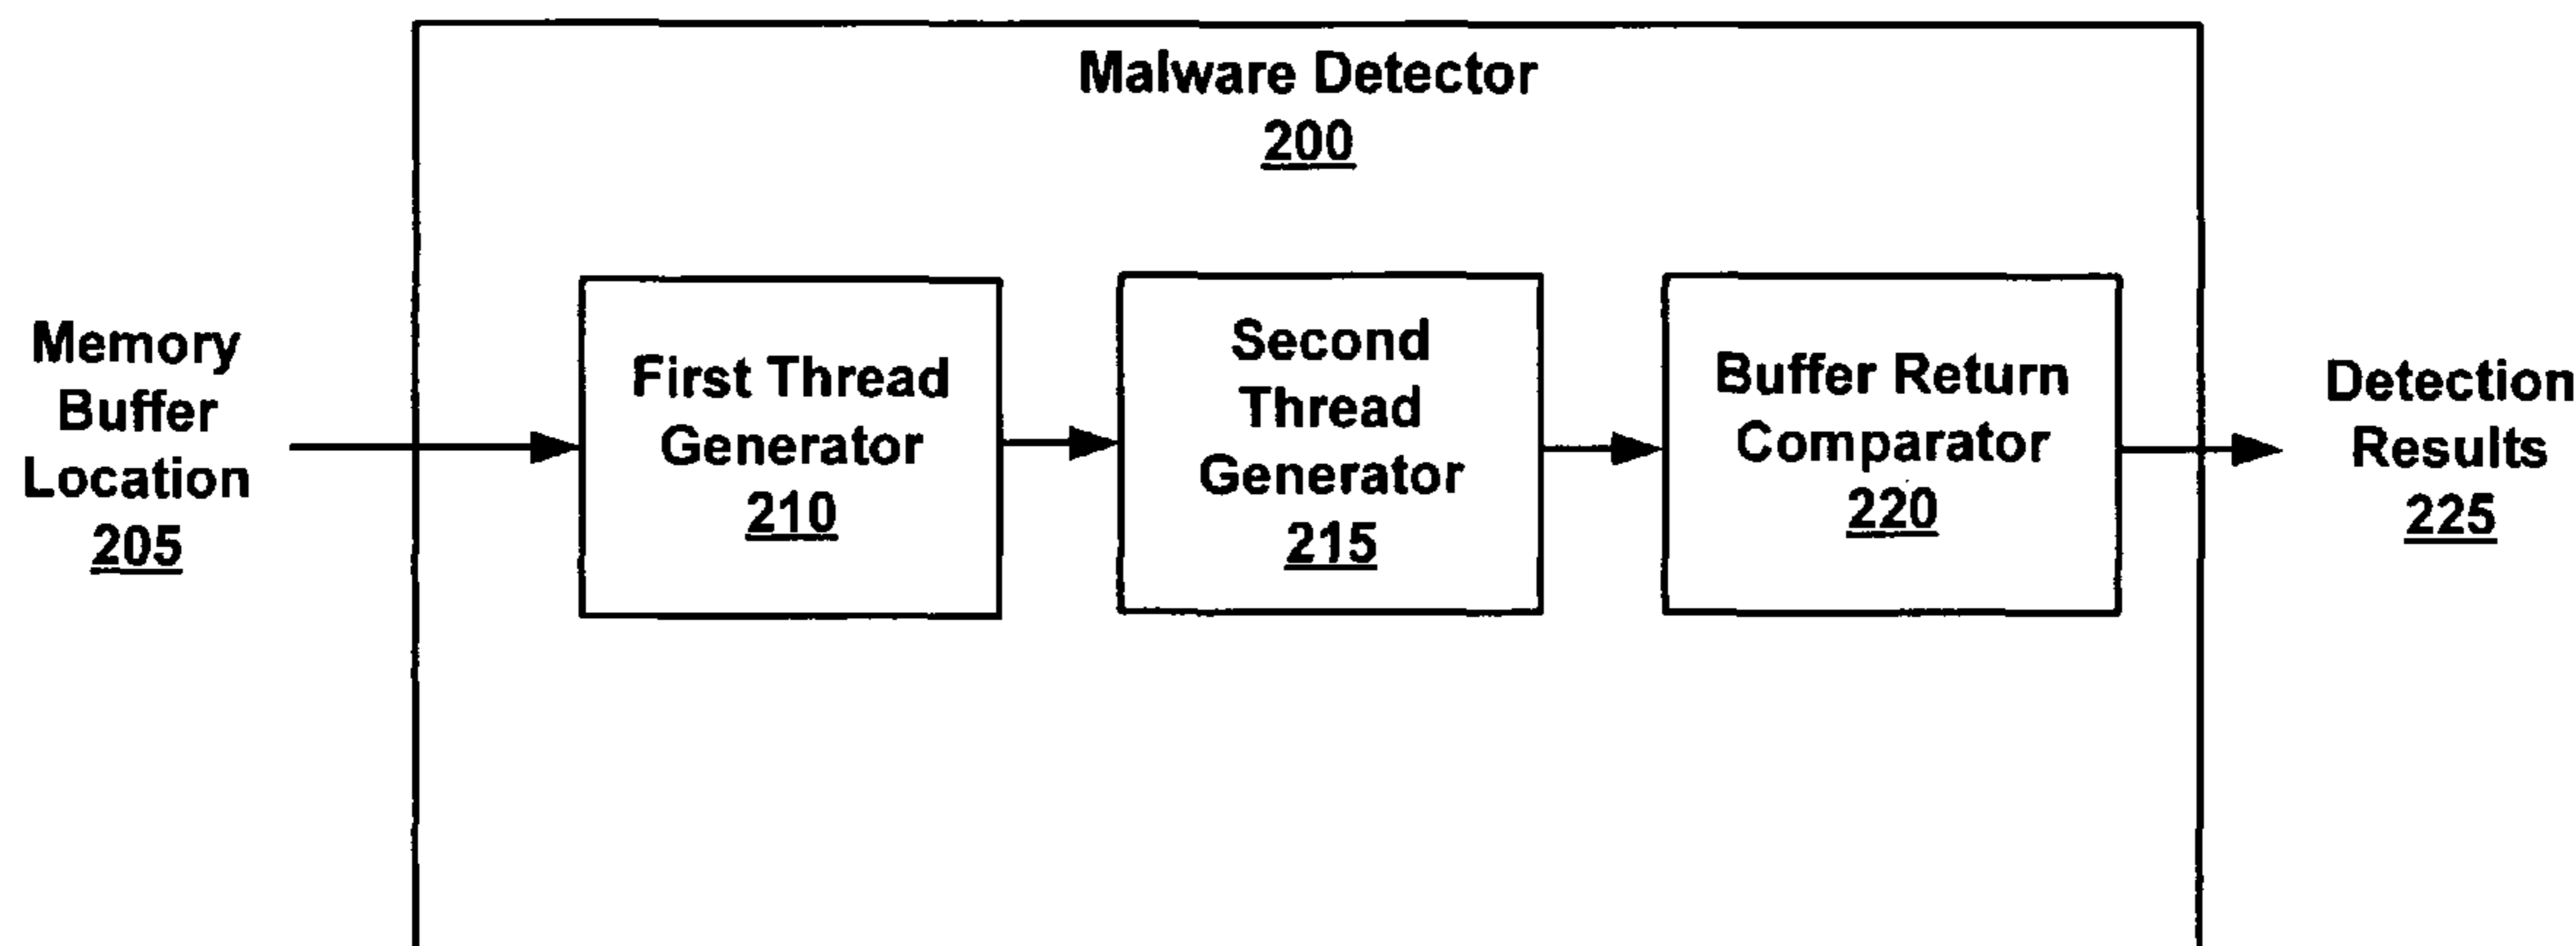 Malware Detector
200
Memory
Buffer
Location
205
First Thread
Generator
210
Second
Thread
Generator
215
Buffer Return
Comparator
220
Detection
Results
225